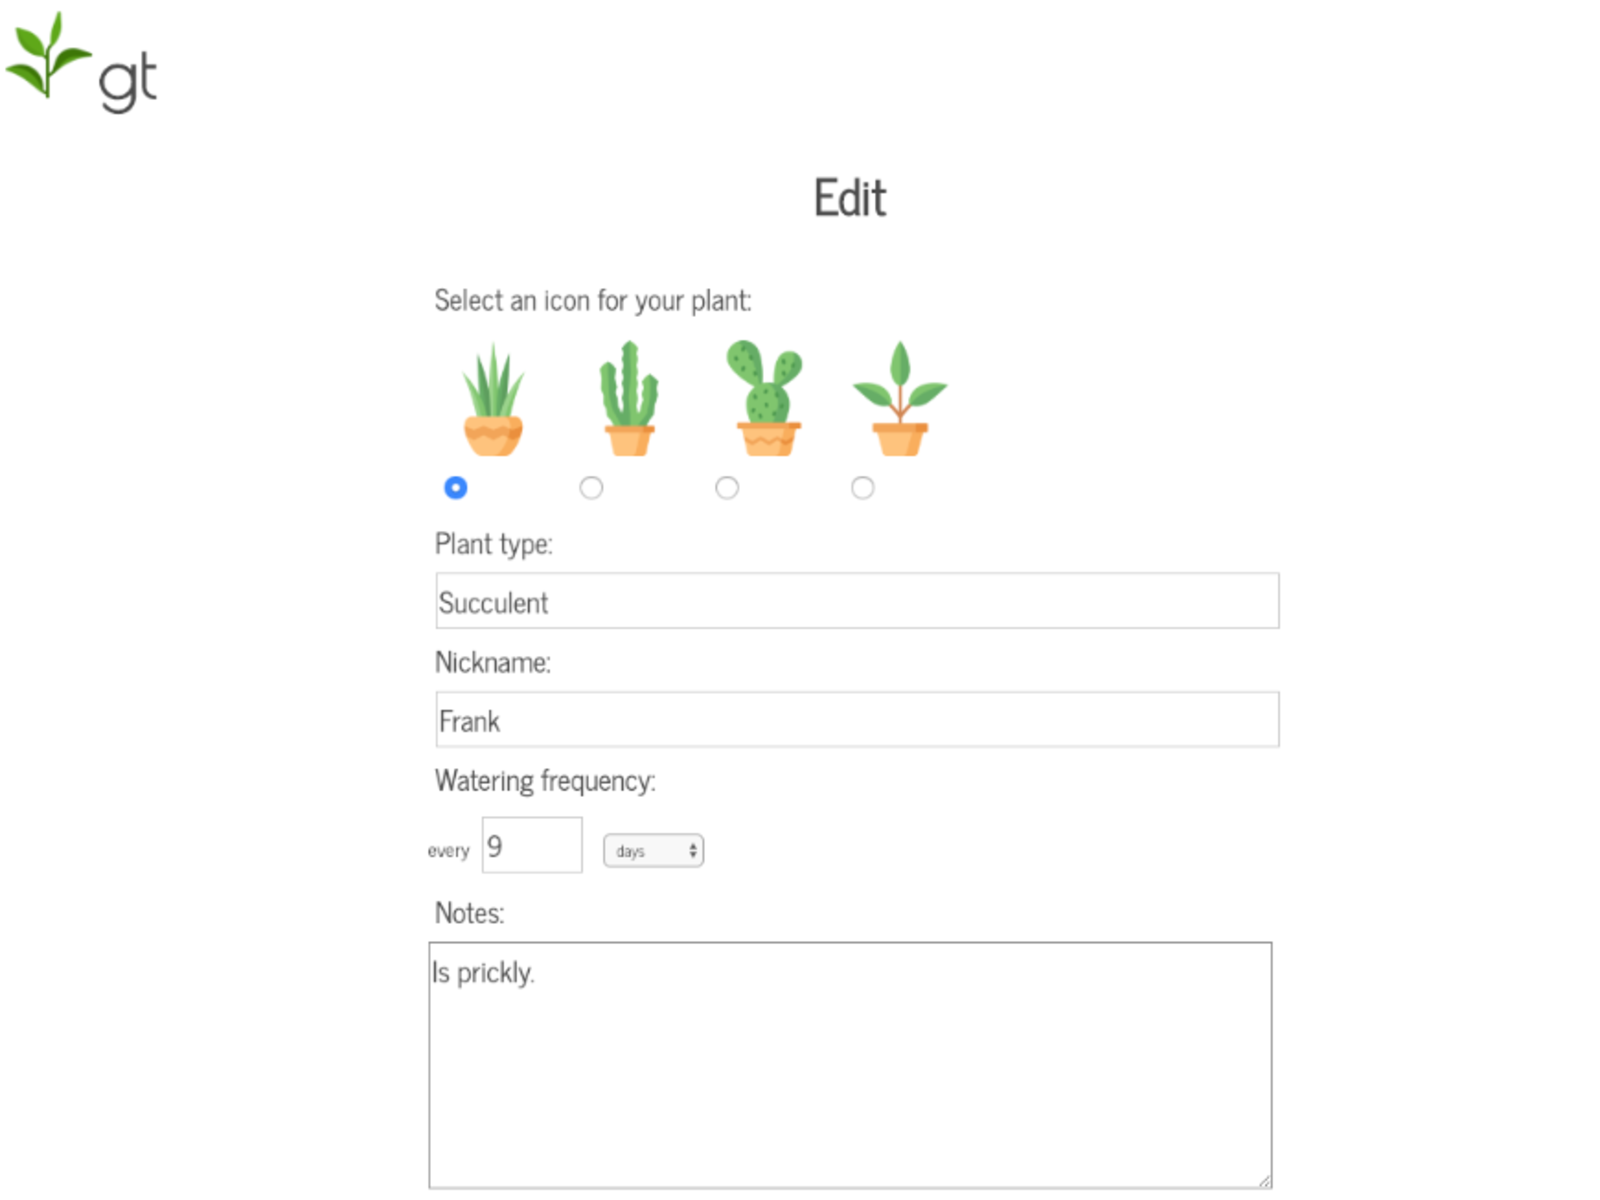 gt
Edit
Select an icon for your plant:
Plant type:
Succulent
Nickname:
Frank
Watering frequency:
every 9 days
Notes:
Is prickly.